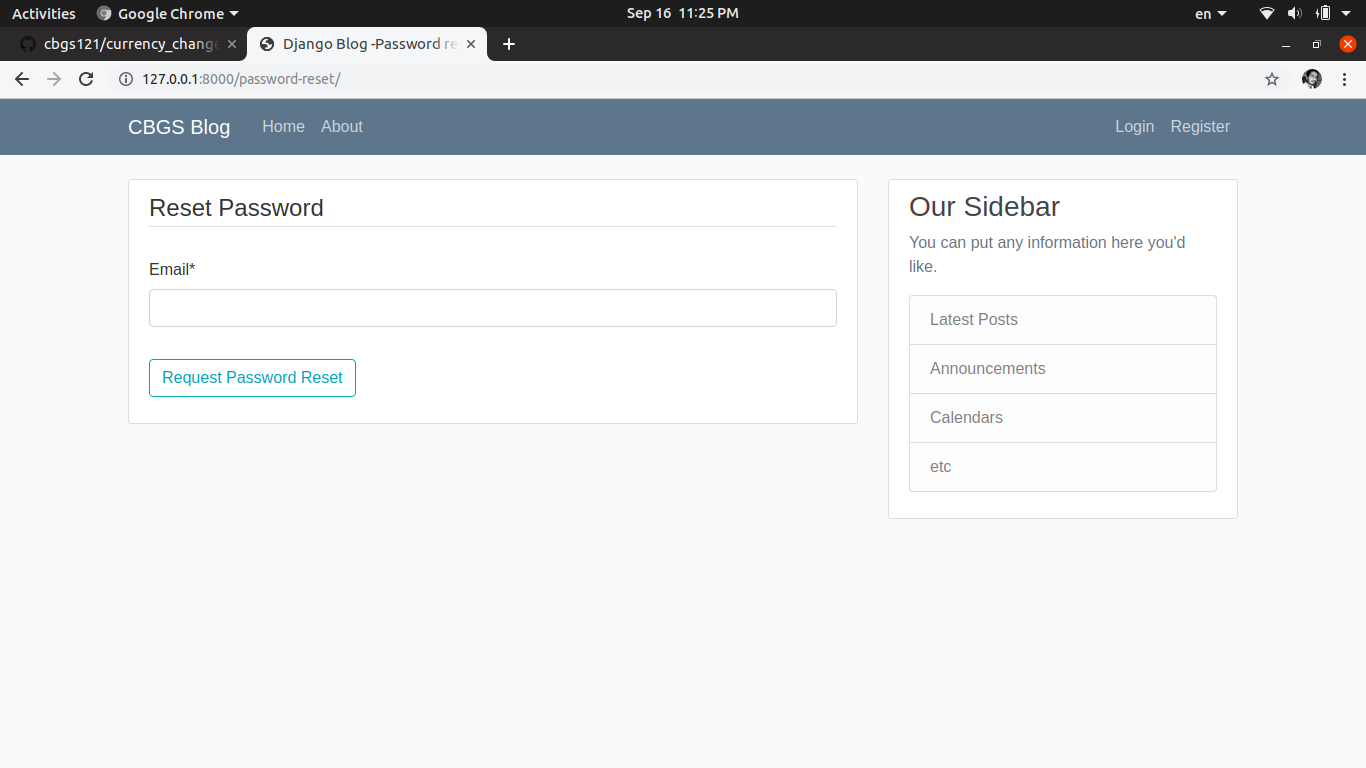 Activities Google Chrome Sep 16 11:25 PM en
cbgs121/currency_change Django Blog -Password re
127.0.0.1:8000/password-reset/
CBGS Blog Home About Login Register
Reset Password
Email*
Request Password Reset
Our Sidebar
You can put any information here you'd
like.
Latest Posts
Announcements
Calendars
etc